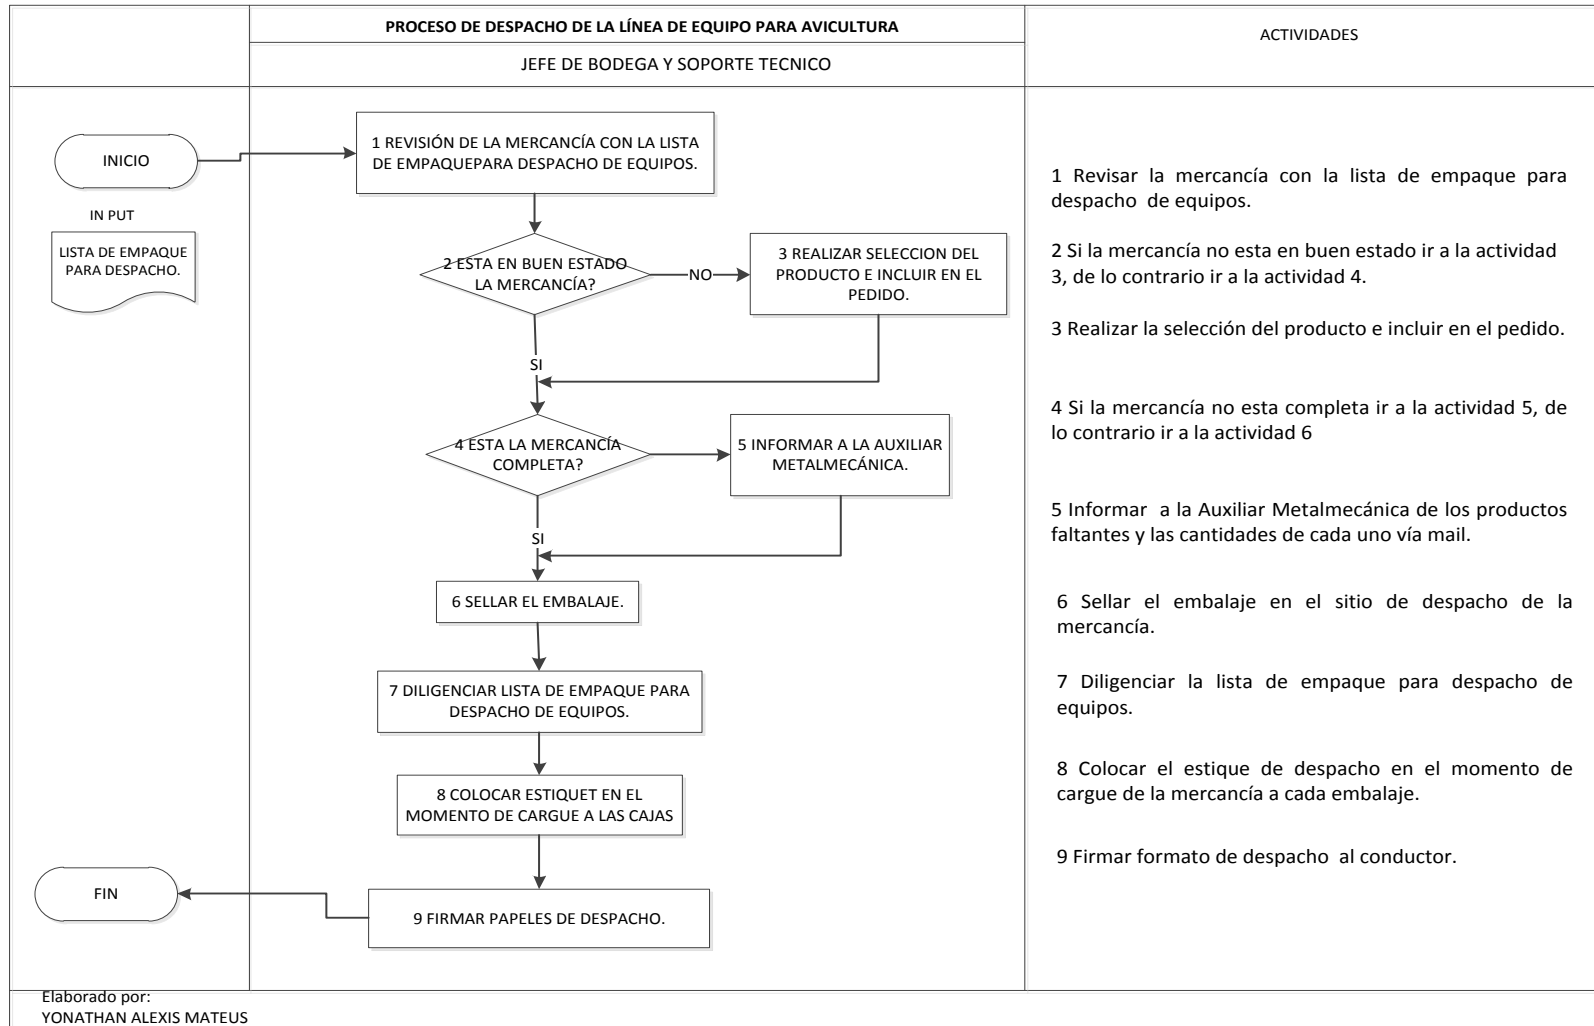 PROCESO DE DESPACHO DE LA LÍNEA DE EQUIPO PARA AVICULTURA
JEFE DE BODEGA Y SOPORTE TECNICO
ACTIVIDADES
INICIO
IN PUT
LISTA DE EMPAQUE
PARA DESPACHO.
1 REVISIÓN DE LA MERCANCÍA CON LA LISTA
DE EMPAQUEPARA DESPACHO DE EQUIPOS.
2 ESTA EN BUEN ESTADO
LA MERCANCÍA?
NO
3 REALIZAR SELECCION DEL
PRODUCTO E INCLUIR EN EL
PEDIDO.
SI
4 ESTA LA MERCANCÍA
COMPLETA?
5 INFORMAR A LA AUXILIAR
METALMECÁNICA.
SI
6 SELLAR EL EMBALAJE.
7 DILIGENCIAR LISTA DE EMPAQUE PARA
DESPACHO DE EQUIPOS.
8 COLOCAR ESTIQUET EN EL
MOMENTO DE CARGUE A LAS CAJAS
9 FIRMAR PAPELES DE DESPACHO.
FIN
1 Revisar la mercancía con la lista de empaque para
despacho de equipos.
2 Si la mercancía no esta en buen estado ir a la actividad
3, de lo contrario ir a la actividad 4.
3 Realizar la selección del producto e incluir en el pedido.
4 Si la mercancía no esta completa ir a la actividad 5, de
lo contrario ir a la actividad 6
5 Informar a la Auxiliar Metalmecánica de los productos
faltantes y las cantidades de cada uno vía mail.
6 Sellar el embalaje en el sitio de despacho de la
mercancía.
7 Diligenciar la lista de empaque para despacho de
equipos.
8 Colocar el estique de despacho en el momento de
cargue de la mercancía a cada embalaje.
9 Firmar formato de despacho al conductor.
Elaborado por:
YONATHAN ALEXIS MATEUS